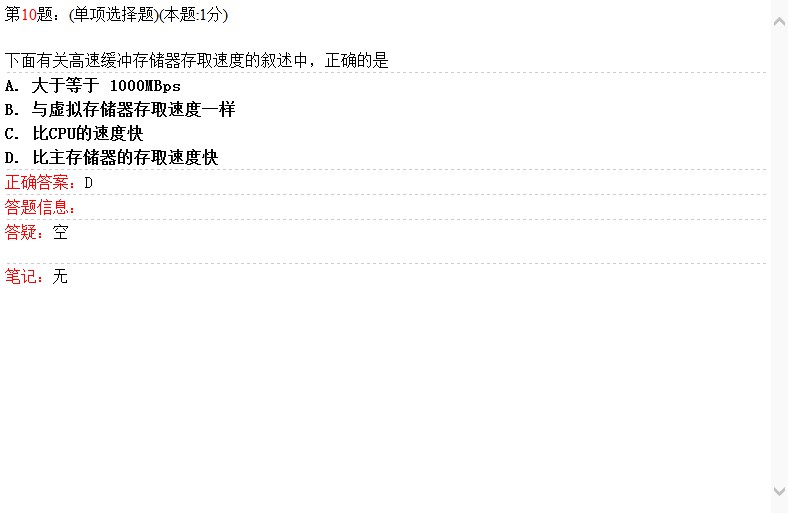 第10题：(单项选择题)(本题:1分)
下面有关高速缓冲存储器存取速度的叙述中，正确的是
A. 大于等于 1000MBps
B. 与虚拟存储器存取速度一样
C. 比CPU的速度快
D. 比主存储器的存取速度快
正确答案：D
答题信息：
答疑：空
笔记：无